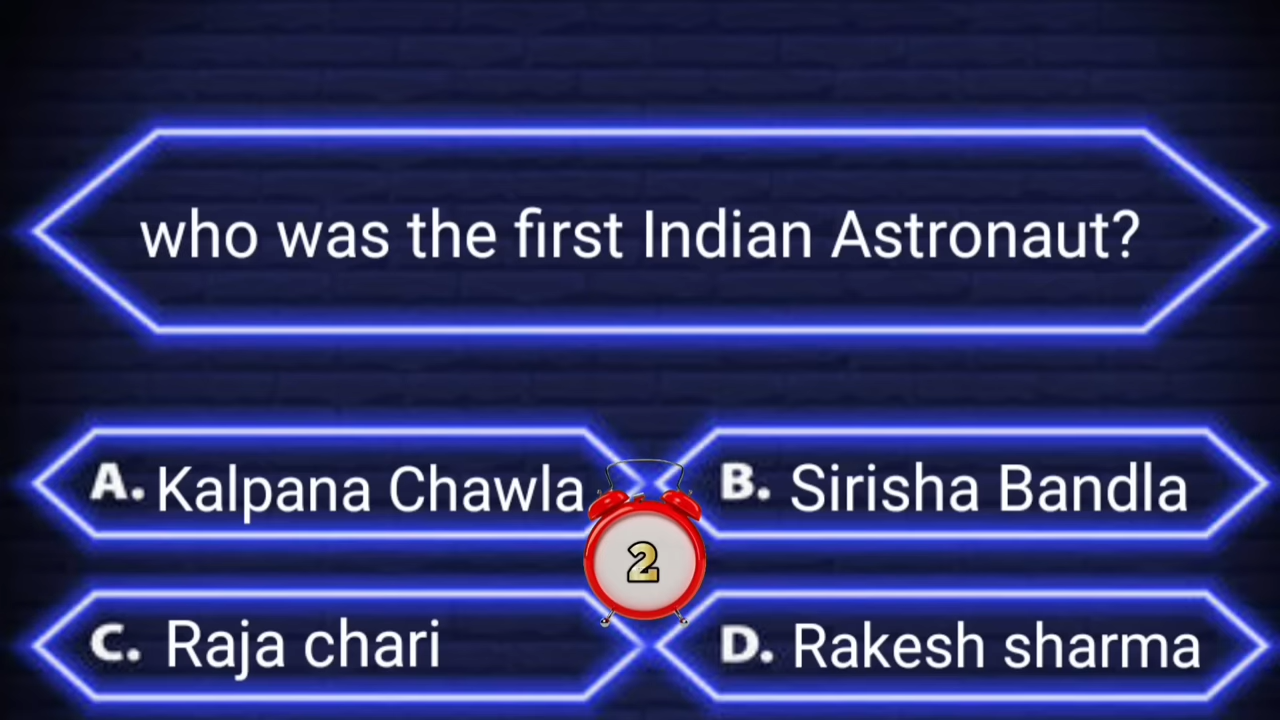 who was the first Indian Astronaut?
A. Kalpana Chawla
B. Sirisha Bandla
2
C. Raja chari
D. Rakesh sharma